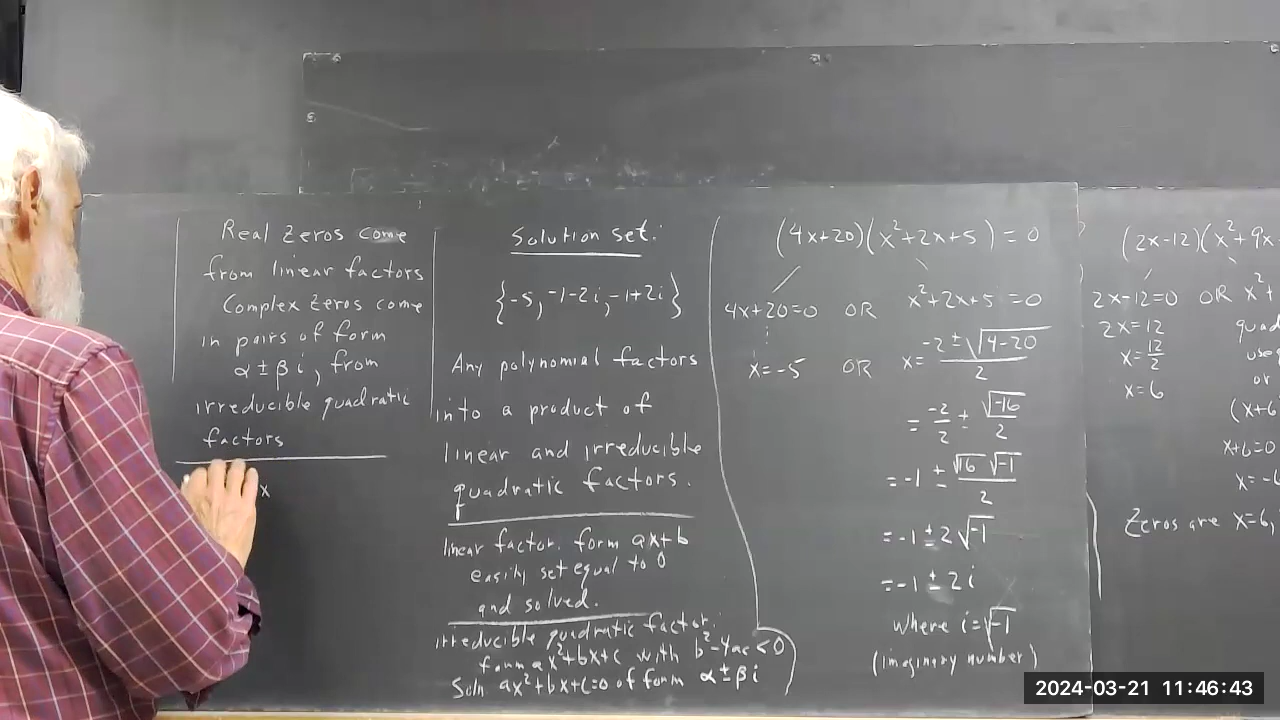 Real Zeros come
from linear factors
Complex Zeros come
in pairs of form
α ± β i, from
irreducible quadratic
factors
x
Solution set:
{-5, -1-2i, -1+2i}
Any polynomial factors
into a product of
linear and irreducible
quadratic factors.
linear factor. form ax+b
easily set equal to 0
and solved.
irreducible quadratic factor.
form ax²+bx+c with b²-4ac<0
Soln ax²+bx+c=0 of form α±βi
(4x+20)(x²+2x+5)=0
4x+20=0 OR x²+2x+5=0
x=-5 OR x= -2±√4-20 / 2
= -2/2 ± √-16 / 2
= -1 ± √16 √-1 / 2
= -1 ± 2√-1
= -1 ± 2i
where i=√-1
(imaginary number)
(2x-12)(x²+9x
2x-12=0 OR x²+
2x=12
x=12/2
x=6
quad
use
or
(x+6
x+6=0
x=-6
Zeros are x=6,
2024-03-21 11:46:43